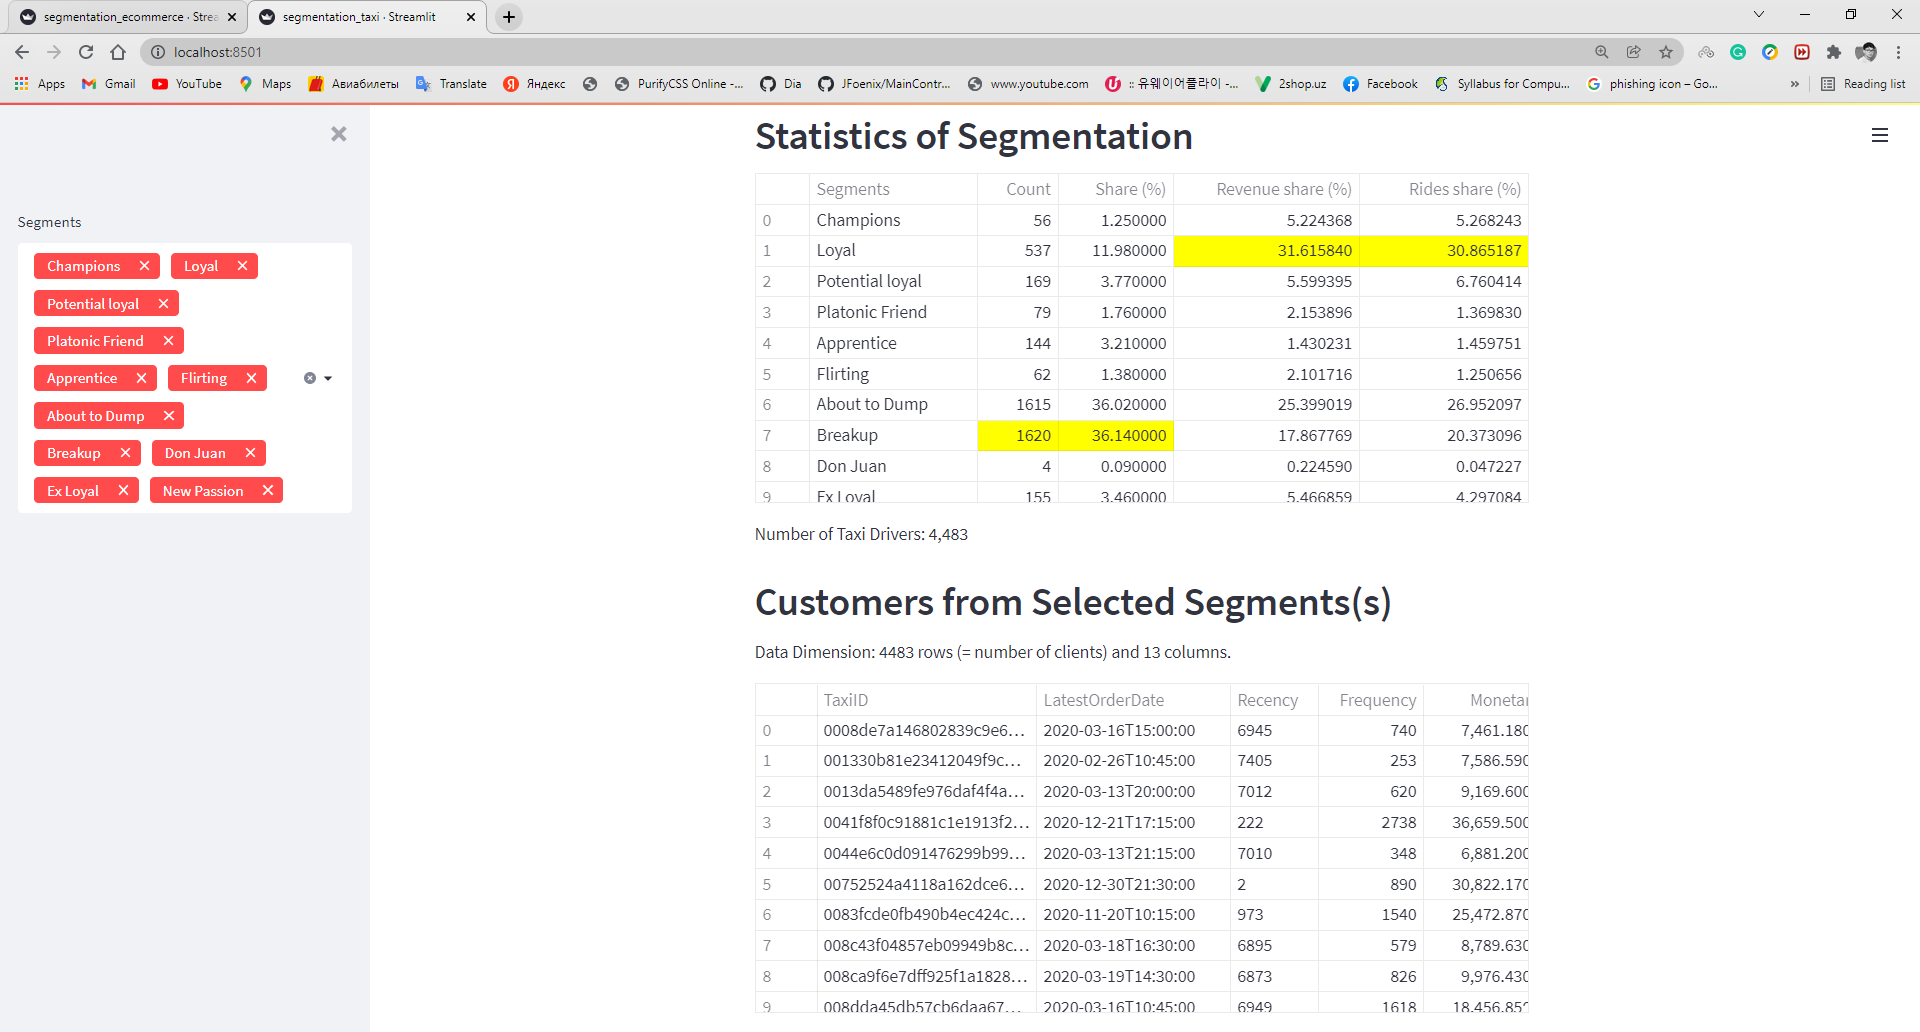 segmentation_ecommerce · Strea
segmentation_taxi · Streamlit
localhost:8501
Apps
Gmail
YouTube
Maps
Авиабилеты
Translate
Яндекс
PurifyCSS Online -...
Dia
JFoenix/MainContr...
www.youtube.com
:: 유웨이어플라이 -...
2shop.uz
Facebook
Syllabus for Compu...
phishing icon – Go...
»
Reading list
Segments
Champions
Loyal
Potential loyal
Platonic Friend
Apprentice
Flirting
About to Dump
Breakup
Don Juan
Ex Loyal
New Passion
Statistics of Segmentation
Segments Count Share (%) Revenue share (%) Rides share (%)
0 Champions 56 1.250000 5.224368 5.268243
1 Loyal 537 11.980000 31.615840 30.865187
2 Potential loyal 169 3.770000 5.599395 6.760414
3 Platonic Friend 79 1.760000 2.153896 1.369830
4 Apprentice 144 3.210000 1.430231 1.459751
5 Flirting 62 1.380000 2.101716 1.250656
6 About to Dump 1615 36.020000 25.399019 26.952097
7 Breakup 1620 36.140000 17.867769 20.373096
8 Don Juan 4 0.090000 0.224590 0.047227
9 Ex Loyal 155 3.460000 5.466859 4.297084
Number of Taxi Drivers: 4,483
Customers from Selected Segments(s)
Data Dimension: 4483 rows (= number of clients) and 13 columns.
TaxiID LatestOrderDate Recency Frequency Monetar
0 0008de7a146802839c9e6... 2020-03-16T15:00:00 6945 740 7,461.180
1 001330b81e23412049f9c... 2020-02-26T10:45:00 7405 253 7,586.590
2 0013da5489fe976daf4f4a... 2020-03-13T20:00:00 7012 620 9,169.600
3 0041f8f0c91881c1e1913f2... 2020-12-21T17:15:00 222 2738 36,659.500
4 0044e6c0d091476299b99... 2020-03-13T21:15:00 7010 348 6,881.200
5 00752524a4118a162dce6... 2020-12-30T21:30:00 2 890 30,822.170
6 0083fcde0fb490b4ec424c... 2020-11-20T10:15:00 973 1540 25,472.870
7 008c43f04857eb09949b8c... 2020-03-18T16:30:00 6895 579 8,789.630
8 008ca9f6e7dff925f1a1828... 2020-03-19T14:30:00 6873 826 9,976.430
9 008dda45db57cb6daa67... 2020-03-16T10:45:00 6949 1618 18,456.85